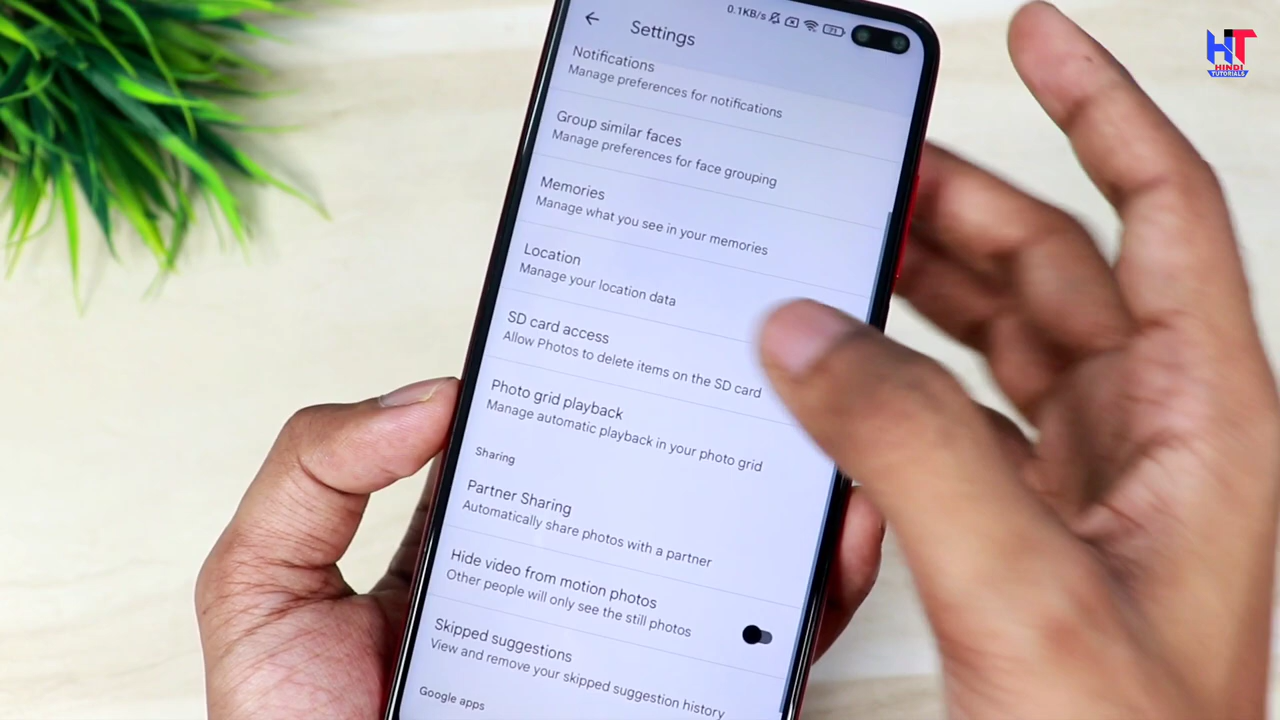 0.1KB/s
21
HT
HINDI
TUTORIALS
Settings
Notifications
Manage preferences for notifications
Group similar faces
Manage preferences for face grouping
Memories
Manage what you see in your memories
Location
Manage your location data
SD card access
Allow Photos to delete items on the SD card
Photo grid playback
Manage automatic playback in your photo grid
Sharing
Partner Sharing
Automatically share photos with a partner
Hide video from motion photos
Other people will only see the still photos
Skipped suggestions
View and remove your skipped suggestion history
Google apps